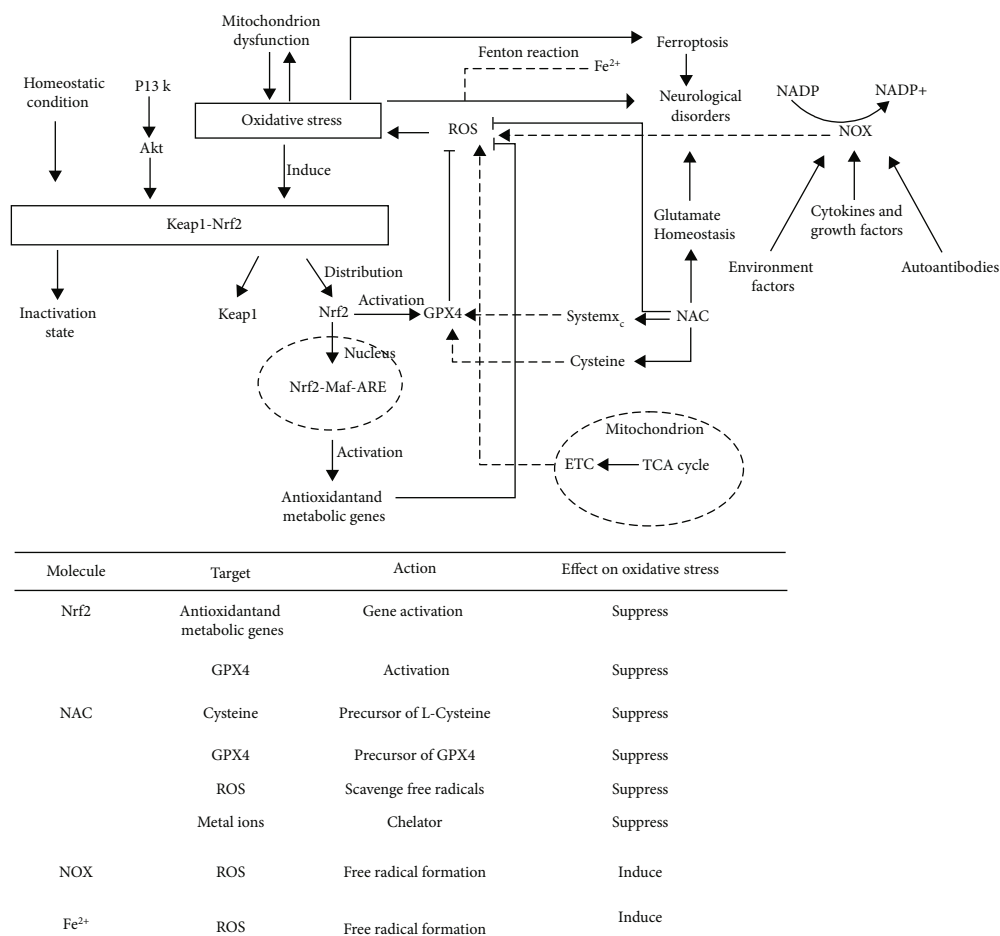 Mitochondrion
dysfunction
Fenton reaction
Fe²⁺
Ferroptosis
Homeostatic
condition
P13 k
Oxidative stress
ROS
Neurological
disorders
NADP
NADP+
NOX
Akt
Induce
Keap1-Nrf2
Glutamate
Homeostasis
Cytokines and
growth factors
Environment
factors
Autoantibodies
Distribution
Inactivation
state
Keap1
Nrf2
Activation
GPX4
Systemx_c
NAC
Nucleus
Cysteine
Nrf2-Maf-ARE
Mitochondrion
Activation
ETC
TCA cycle
Antioxidantand
metabolic genes
Molecule Target Action Effect on oxidative stress
Nrf2 Antioxidantand Gene activation Suppress
metabolic genes
GPX4 Activation Suppress
NAC Cysteine Precursor of L-Cysteine Suppress
GPX4 Precursor of GPX4 Suppress
ROS Scavenge free radicals Suppress
Metal ions Chelator Suppress
NOX ROS Free radical formation Induce
Fe²⁺ ROS Free radical formation Induce